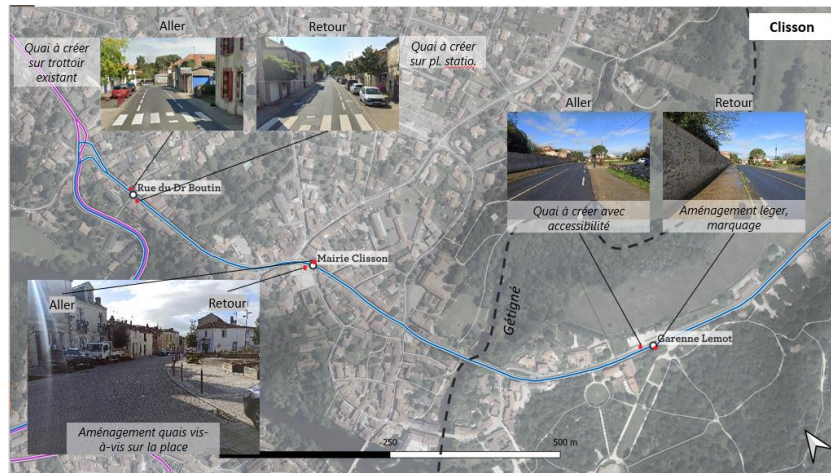 Clisson
Aller
Retour
Quai à créer
sur trottoir
existant
Quai à créer
sur pl. statio.
Aller
Retour
Quai à créer avec
accessibilité
Aménagement léger,
marquage
Rue du Dr Boutin
Mairie Clisson
Gétigné
Garenne Lemot
Aller
Retour
Aménagement quais vis-
à-vis sur la place
250
500 m